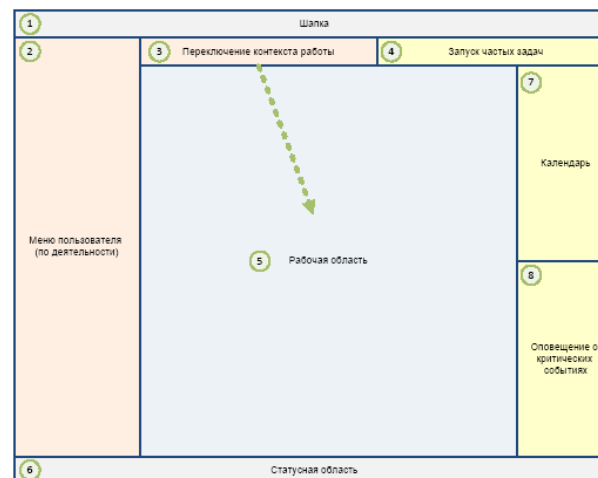 1 Шапка
2
3 Переключение контекста работы
4 Запуск частых задач
7
Календарь
Меню пользователя
(по деятельности)
5 Рабочая область
8
Оповещение о
критических
событиях
6 Статусная область